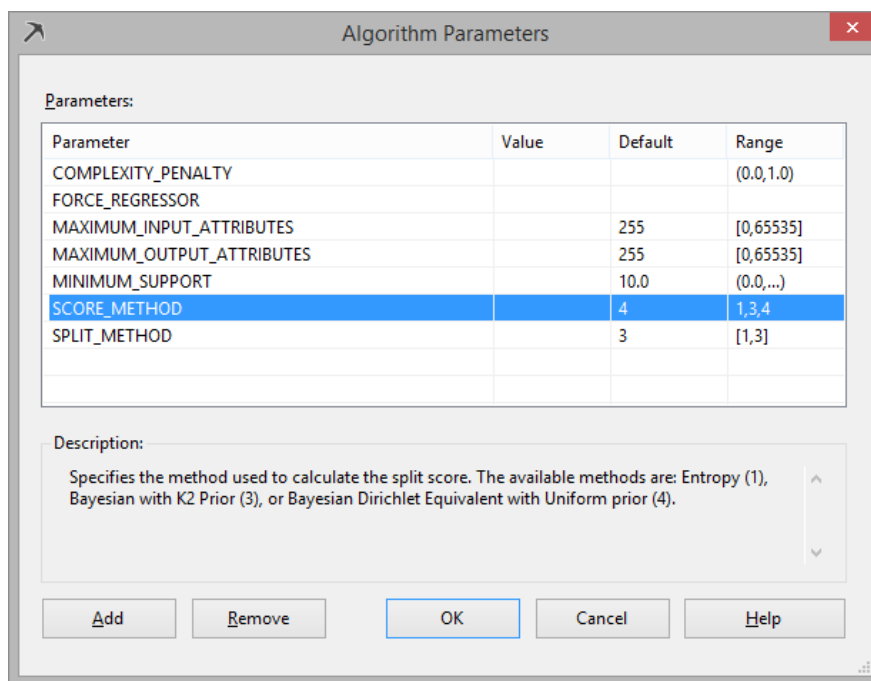 Algorithm Parameters
Parameters:
Parameter Value Default Range
COMPLEXITY_PENALTY (0.0,1.0)
FORCE_REGRESSOR
MAXIMUM_INPUT_ATTRIBUTES 255 [0,65535]
MAXIMUM_OUTPUT_ATTRIBUTES 255 [0,65535]
MINIMUM_SUPPORT 10.0 (0.0,...)
SCORE_METHOD 4 1,3,4
SPLIT_METHOD 3 [1,3]
Description:
Specifies the method used to calculate the split score. The available methods are: Entropy (1),
Bayesian with K2 Prior (3), or Bayesian Dirichlet Equivalent with Uniform prior (4).
Add Remove OK Cancel Help